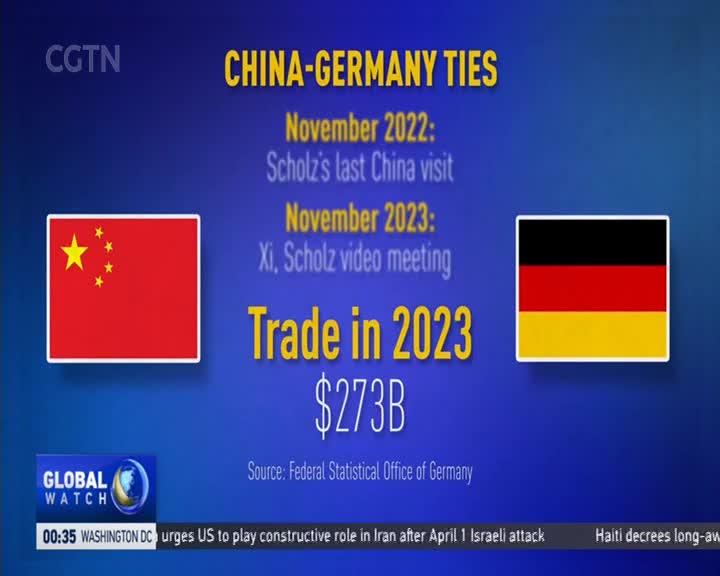 CGTN
CHINA-GERMANY TIES
November 2022:
Scholz's last China visit
November 2023:
Xi, Scholz video meeting
Trade in 2023
$273B
Source: Federal Statistical Office of Germany
GLOBAL
WATCH
00:35 WASHINGTON DC urges US to play constructive role in Iran after April 1 Israeli attack Haiti decrees